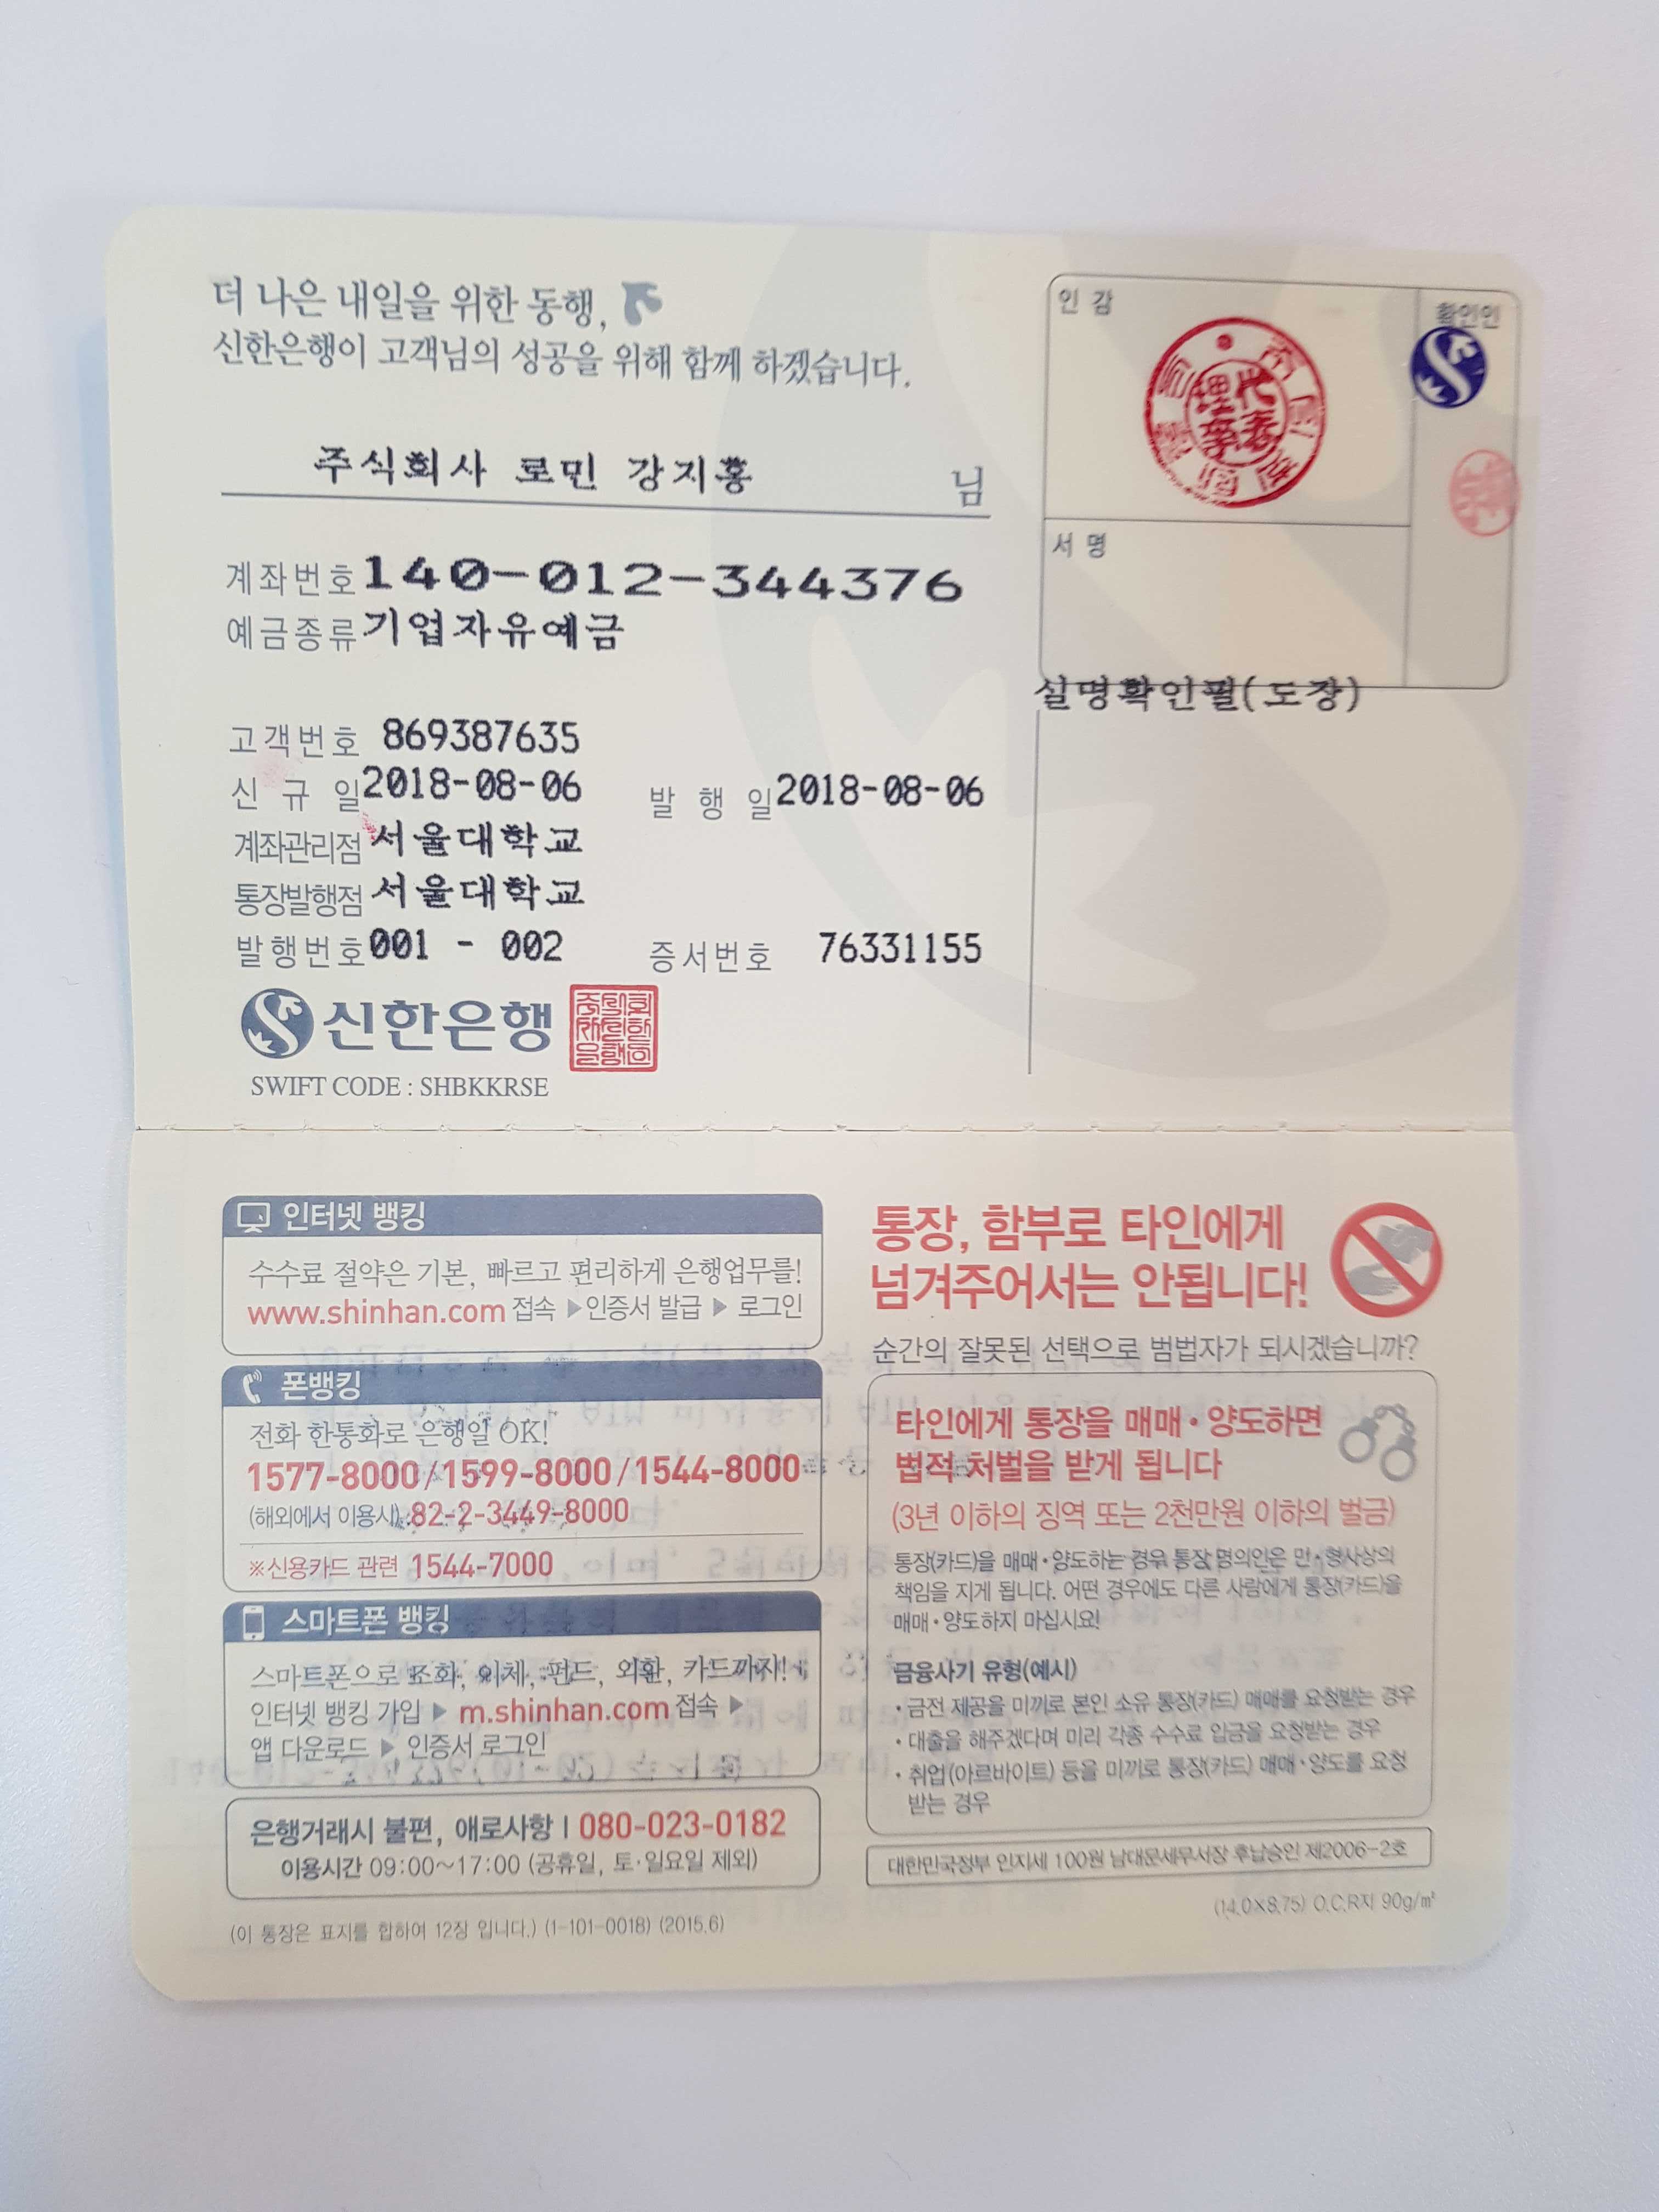 더 나은 내일을 위한 동행,
신한은행이 고객님의 성공을 위해 함께 하겠습니다.
주식회사 로민 강지홍 님
계좌번호 140-012-344376
예금종류 기업자유예금
고객번호 869387635
신 규 일 2018-08-06 발 행 일 2018-08-06
계좌관리점 서울대학교
통장발행점 서울대학교
발행번호 001 - 002 증서번호 76331155
신한은행
SWIFT CODE : SHBKKRSE
인 감
확인인
서 명
실명확인필(도장)
인터넷 뱅킹
수수료 절약은 기본, 빠르고 편리하게 은행업무를!
www.shinhan.com 접속 ▶ 인증서 발급 ▶ 로그인
폰뱅킹
전화 한통화로 은행일 OK!
1577-8000/1599-8000/1544-8000
(해외에서 이용시) 82-2-3449-8000
※신용카드 관련 1544-7000
스마트폰 뱅킹
스마트폰으로 조회, 이체, 펀드, 외환, 카드까지!
인터넷 뱅킹 가입 ▶ m.shinhan.com 접속 ▶
앱 다운로드 ▶ 인증서 로그인
은행거래시 불편, 애로사항 | 080-023-0182
이용시간 09:00~17:00 (공휴일, 토·일요일 제외)
(이 통장은 표지를 합하여 12장 입니다.) (1-101-0018) (2015.6)
통장, 함부로 타인에게
넘겨주어서는 안됩니다!
순간의 잘못된 선택으로 범법자가 되시겠습니까?
타인에게 통장을 매매·양도하면
법적 처벌을 받게 됩니다
(3년 이하의 징역 또는 2천만원 이하의 벌금)
통장(카드)을 매매·양도하는 경우 통장 명의인은 민·형사상의
책임을 지게 됩니다. 어떤 경우에도 다른 사람에게 통장(카드)을
매매·양도하지 마십시요!
금융사기 유형(예시)
• 금전 제공을 미끼로 본인 소유 통장(카드) 매매를 요청받는 경우
• 대출을 해주겠다며 미리 각종 수수료 입금을 요청받는 경우
• 취업(아르바이트) 등을 미끼로 통장(카드) 매매·양도를 요청
받는 경우
대한민국정부 인지세 100원 남대문세무서장 후납승인 제2006-2호
(14.0X8.75) O.C.R지 90g/㎡